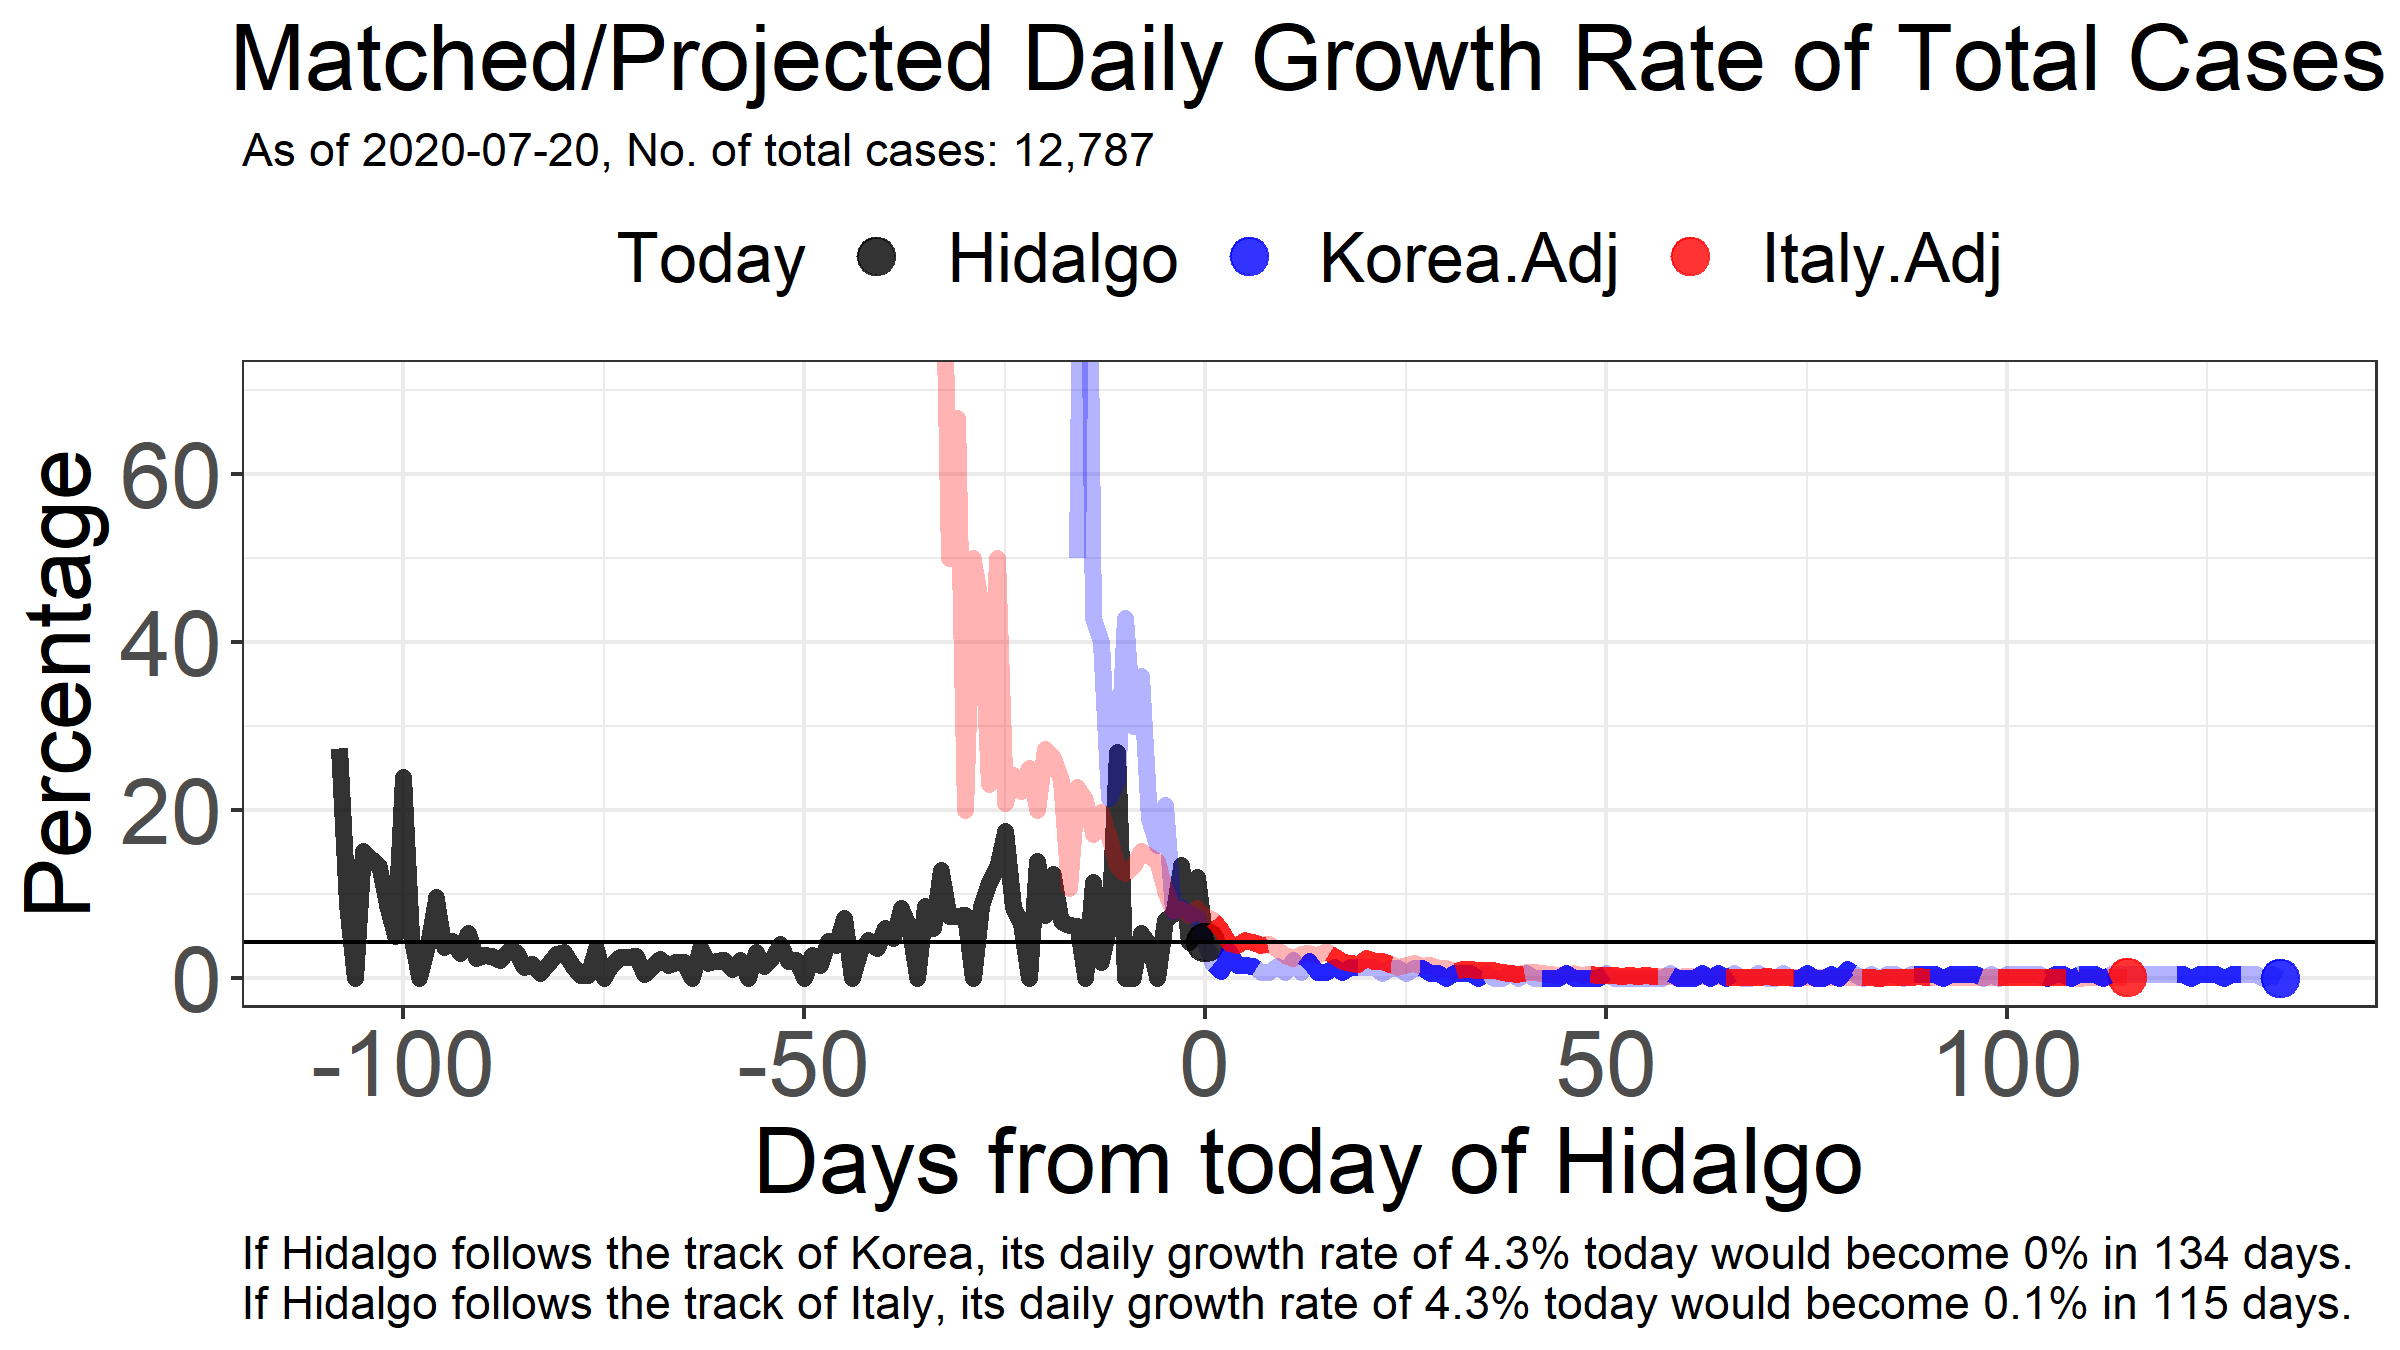 Matched/Projected Daily Growth Rate of Total Cases
As of 2020-07-20, No. of total cases: 12,787
Today Hidalgo Korea.Adj Italy.Adj
Percentage
60
40
20
0
-100 -50 0 50 100
Days from today of Hidalgo
If Hidalgo follows the track of Korea, its daily growth rate of 4.3% today would become 0% in 134 days.
If Hidalgo follows the track of Italy, its daily growth rate of 4.3% today would become 0.1% in 115 days.